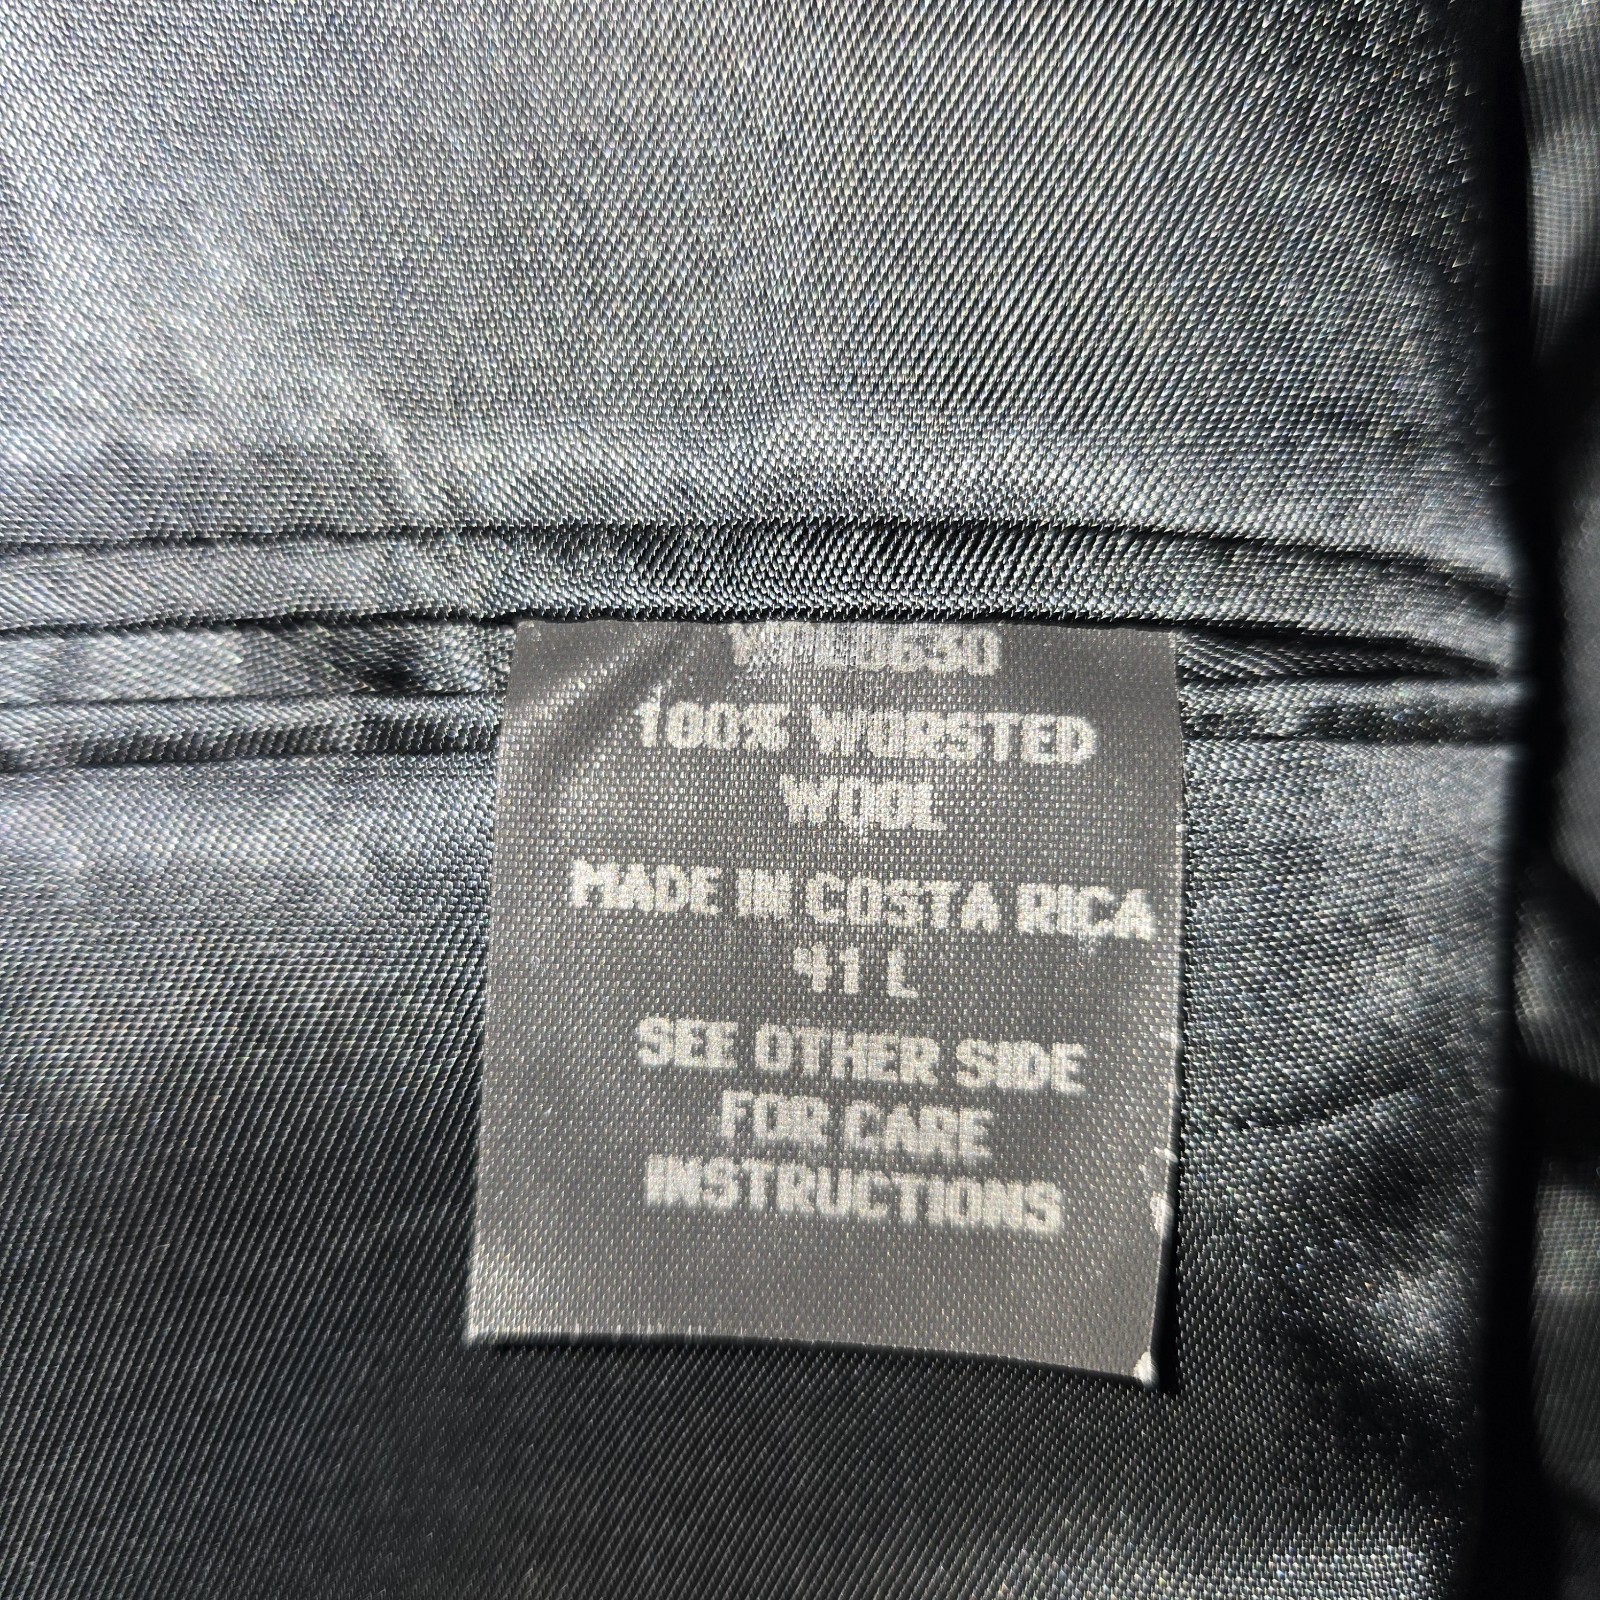 100% WORSTED
WOOL
MADE IN COSTA RICA
41 L
SEE OTHER SIDE
FOR CARE
INSTRUCTIONS